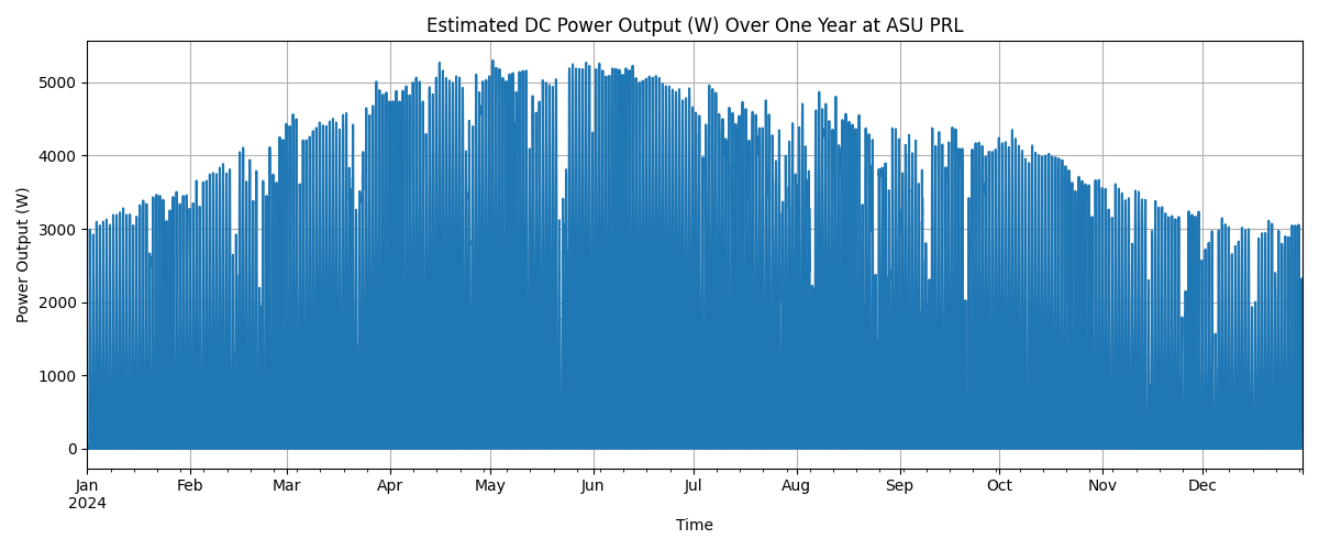 Estimated DC Power Output (W) Over One Year at ASU PRL
Power Output (W)
5000
4000
3000
2000
1000
0
Jan Feb Mar Apr May Jun Jul Aug Sep Oct Nov Dec
2024
Time